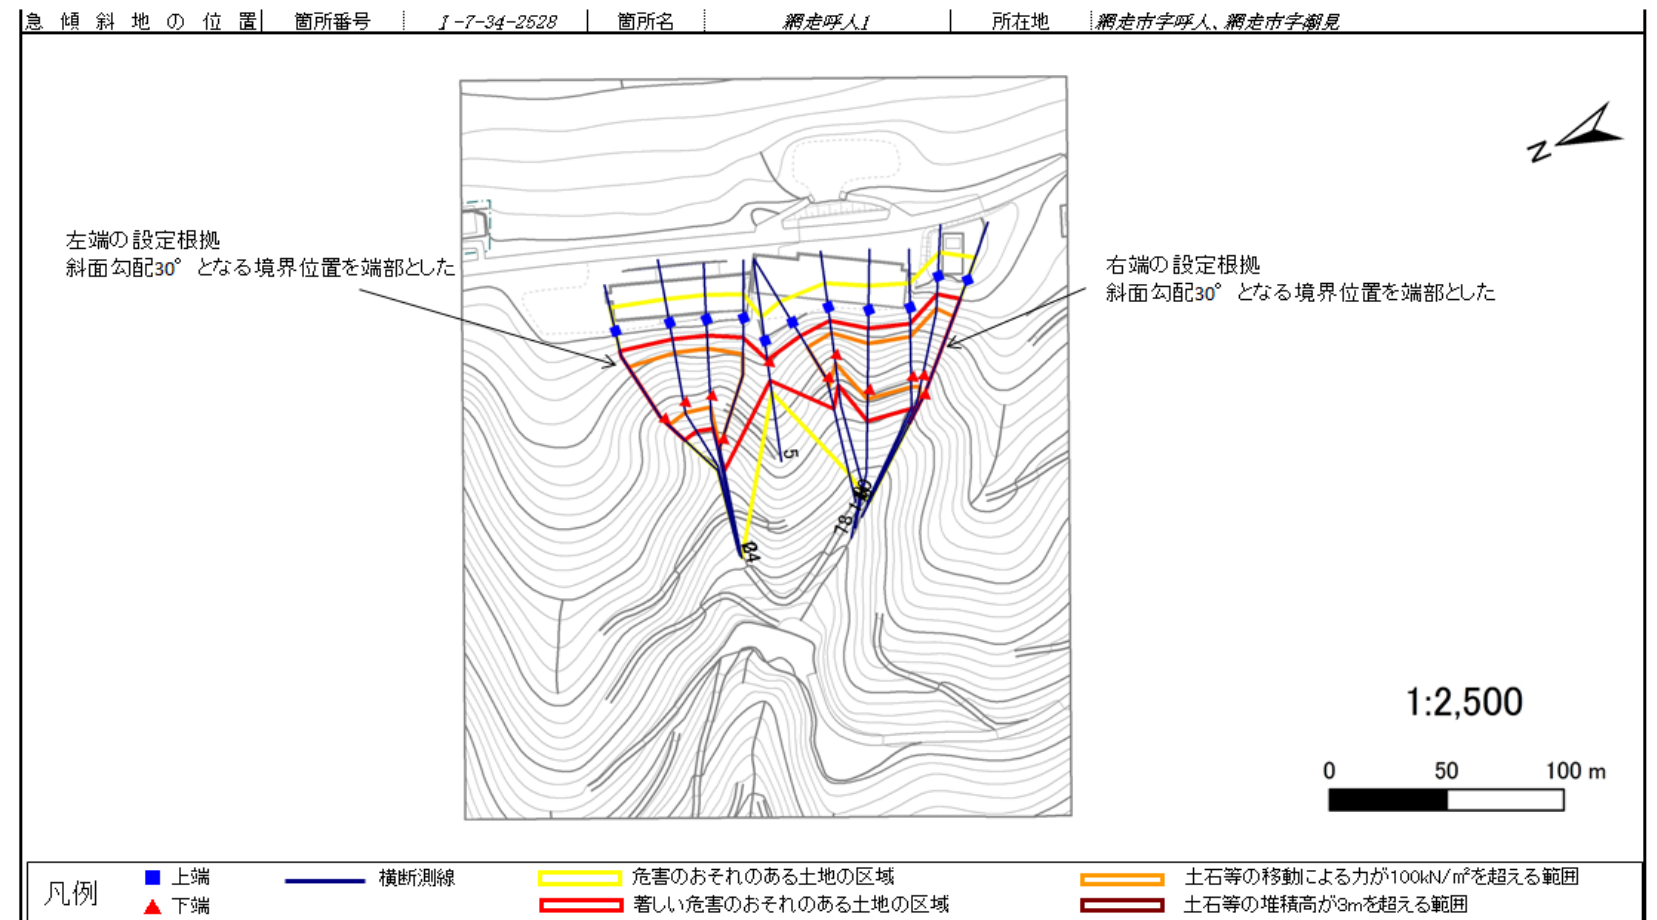 急傾斜地の位置 箇所番号 I-7-34-2528 箇所名 網走呼人1 所在地 網走市字呼人、網走市字潮見
N
左端の設定根拠
斜面勾配30°となる境界位置を端部とした
右端の設定根拠
斜面勾配30°となる境界位置を端部とした
5
1:2,500
0 50 100 m
凡例
上端 横断測線 危害のおそれのある土地の区域 土石等の移動による力が100kN/㎡を超える範囲
下端 著しい危害のおそれのある土地の区域 土石等の堆積高が3mを超える範囲